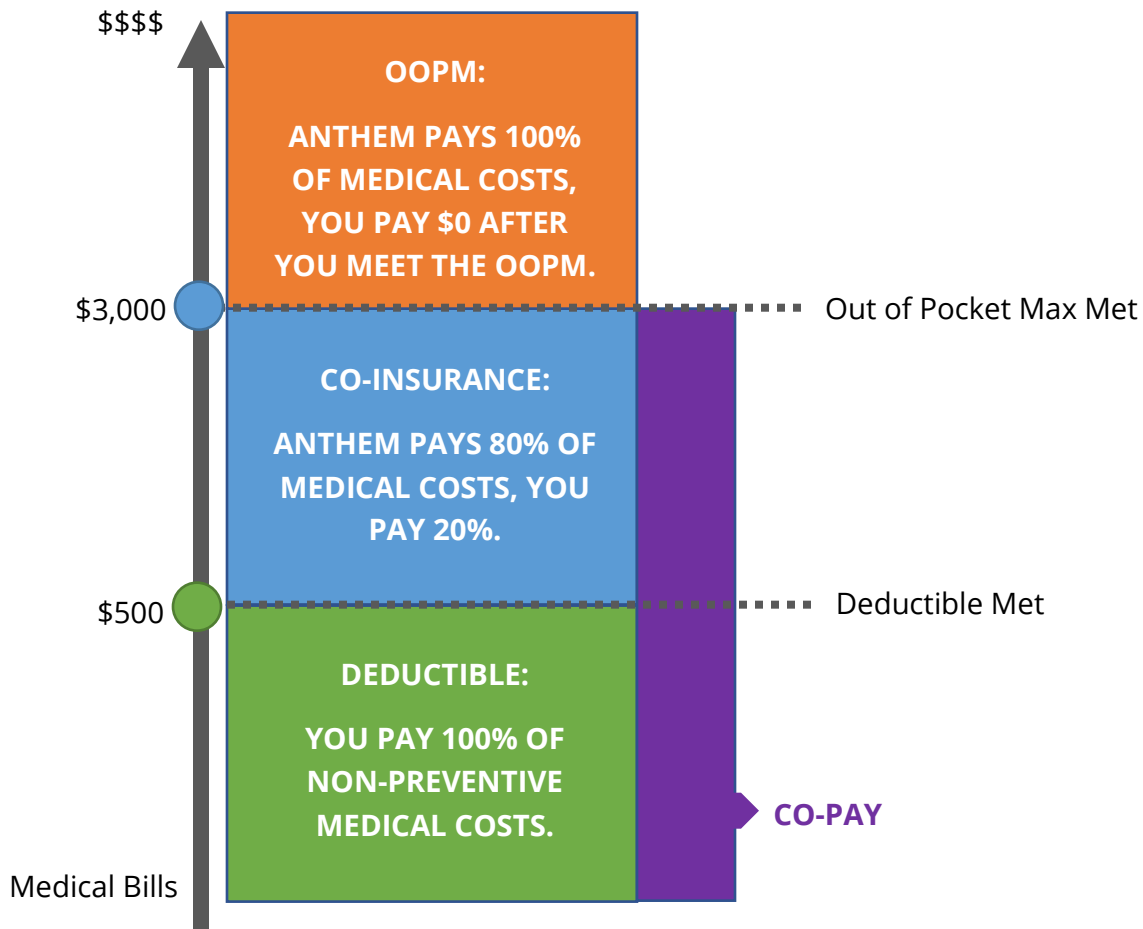 $$$$
OOPM:
ANTHEM PAYS 100%
OF MEDICAL COSTS,
YOU PAY $0 AFTER
YOU MEET THE OOPM.
$3,000
Out of Pocket Max Met
CO-INSURANCE:
ANTHEM PAYS 80% OF
MEDICAL COSTS, YOU
PAY 20%.
$500
Deductible Met
DEDUCTIBLE:
YOU PAY 100% OF
NON-PREVENTIVE
MEDICAL COSTS.
CO-PAY
Medical Bills